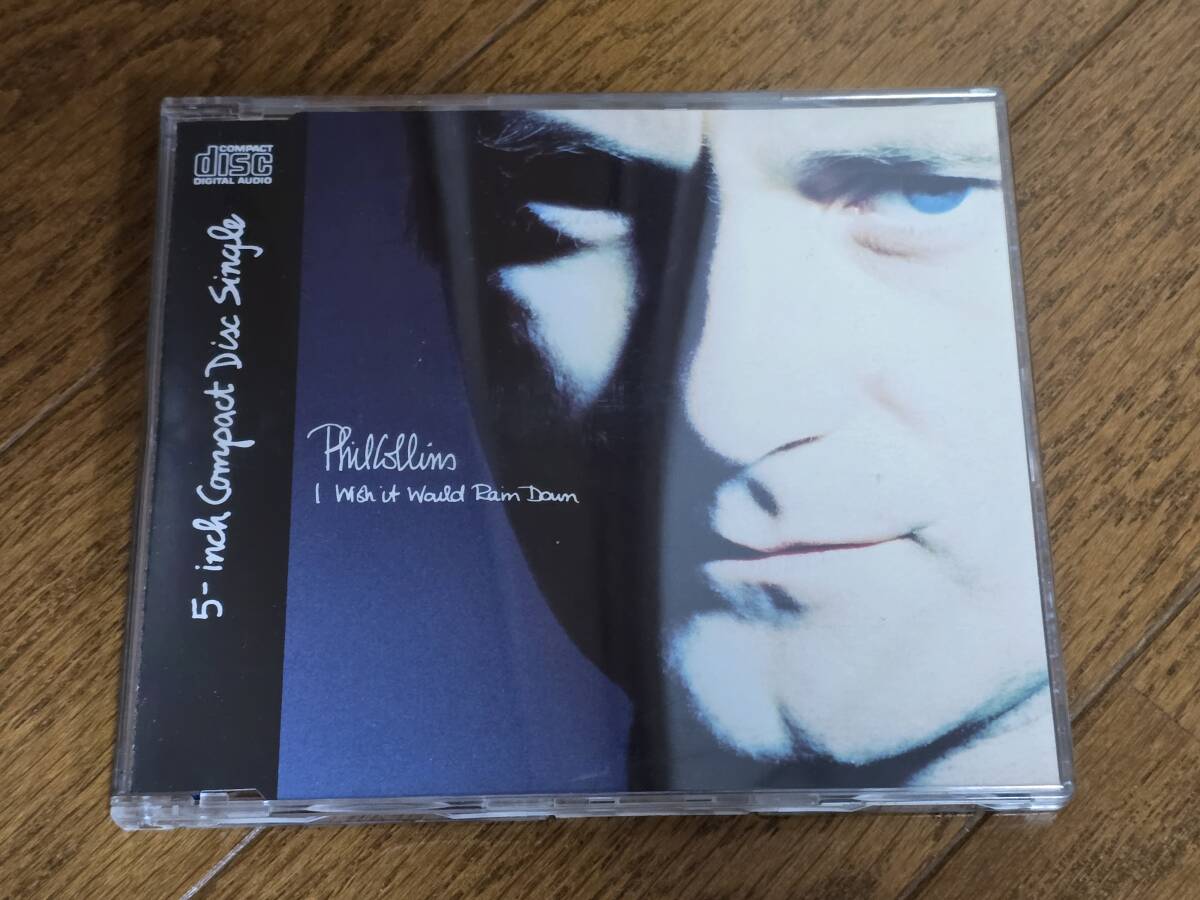 COMPACT
disc
DIGITAL AUDIO
5-inch Compact Disc Single
Phil Collins
I Wish it Would Rain Down